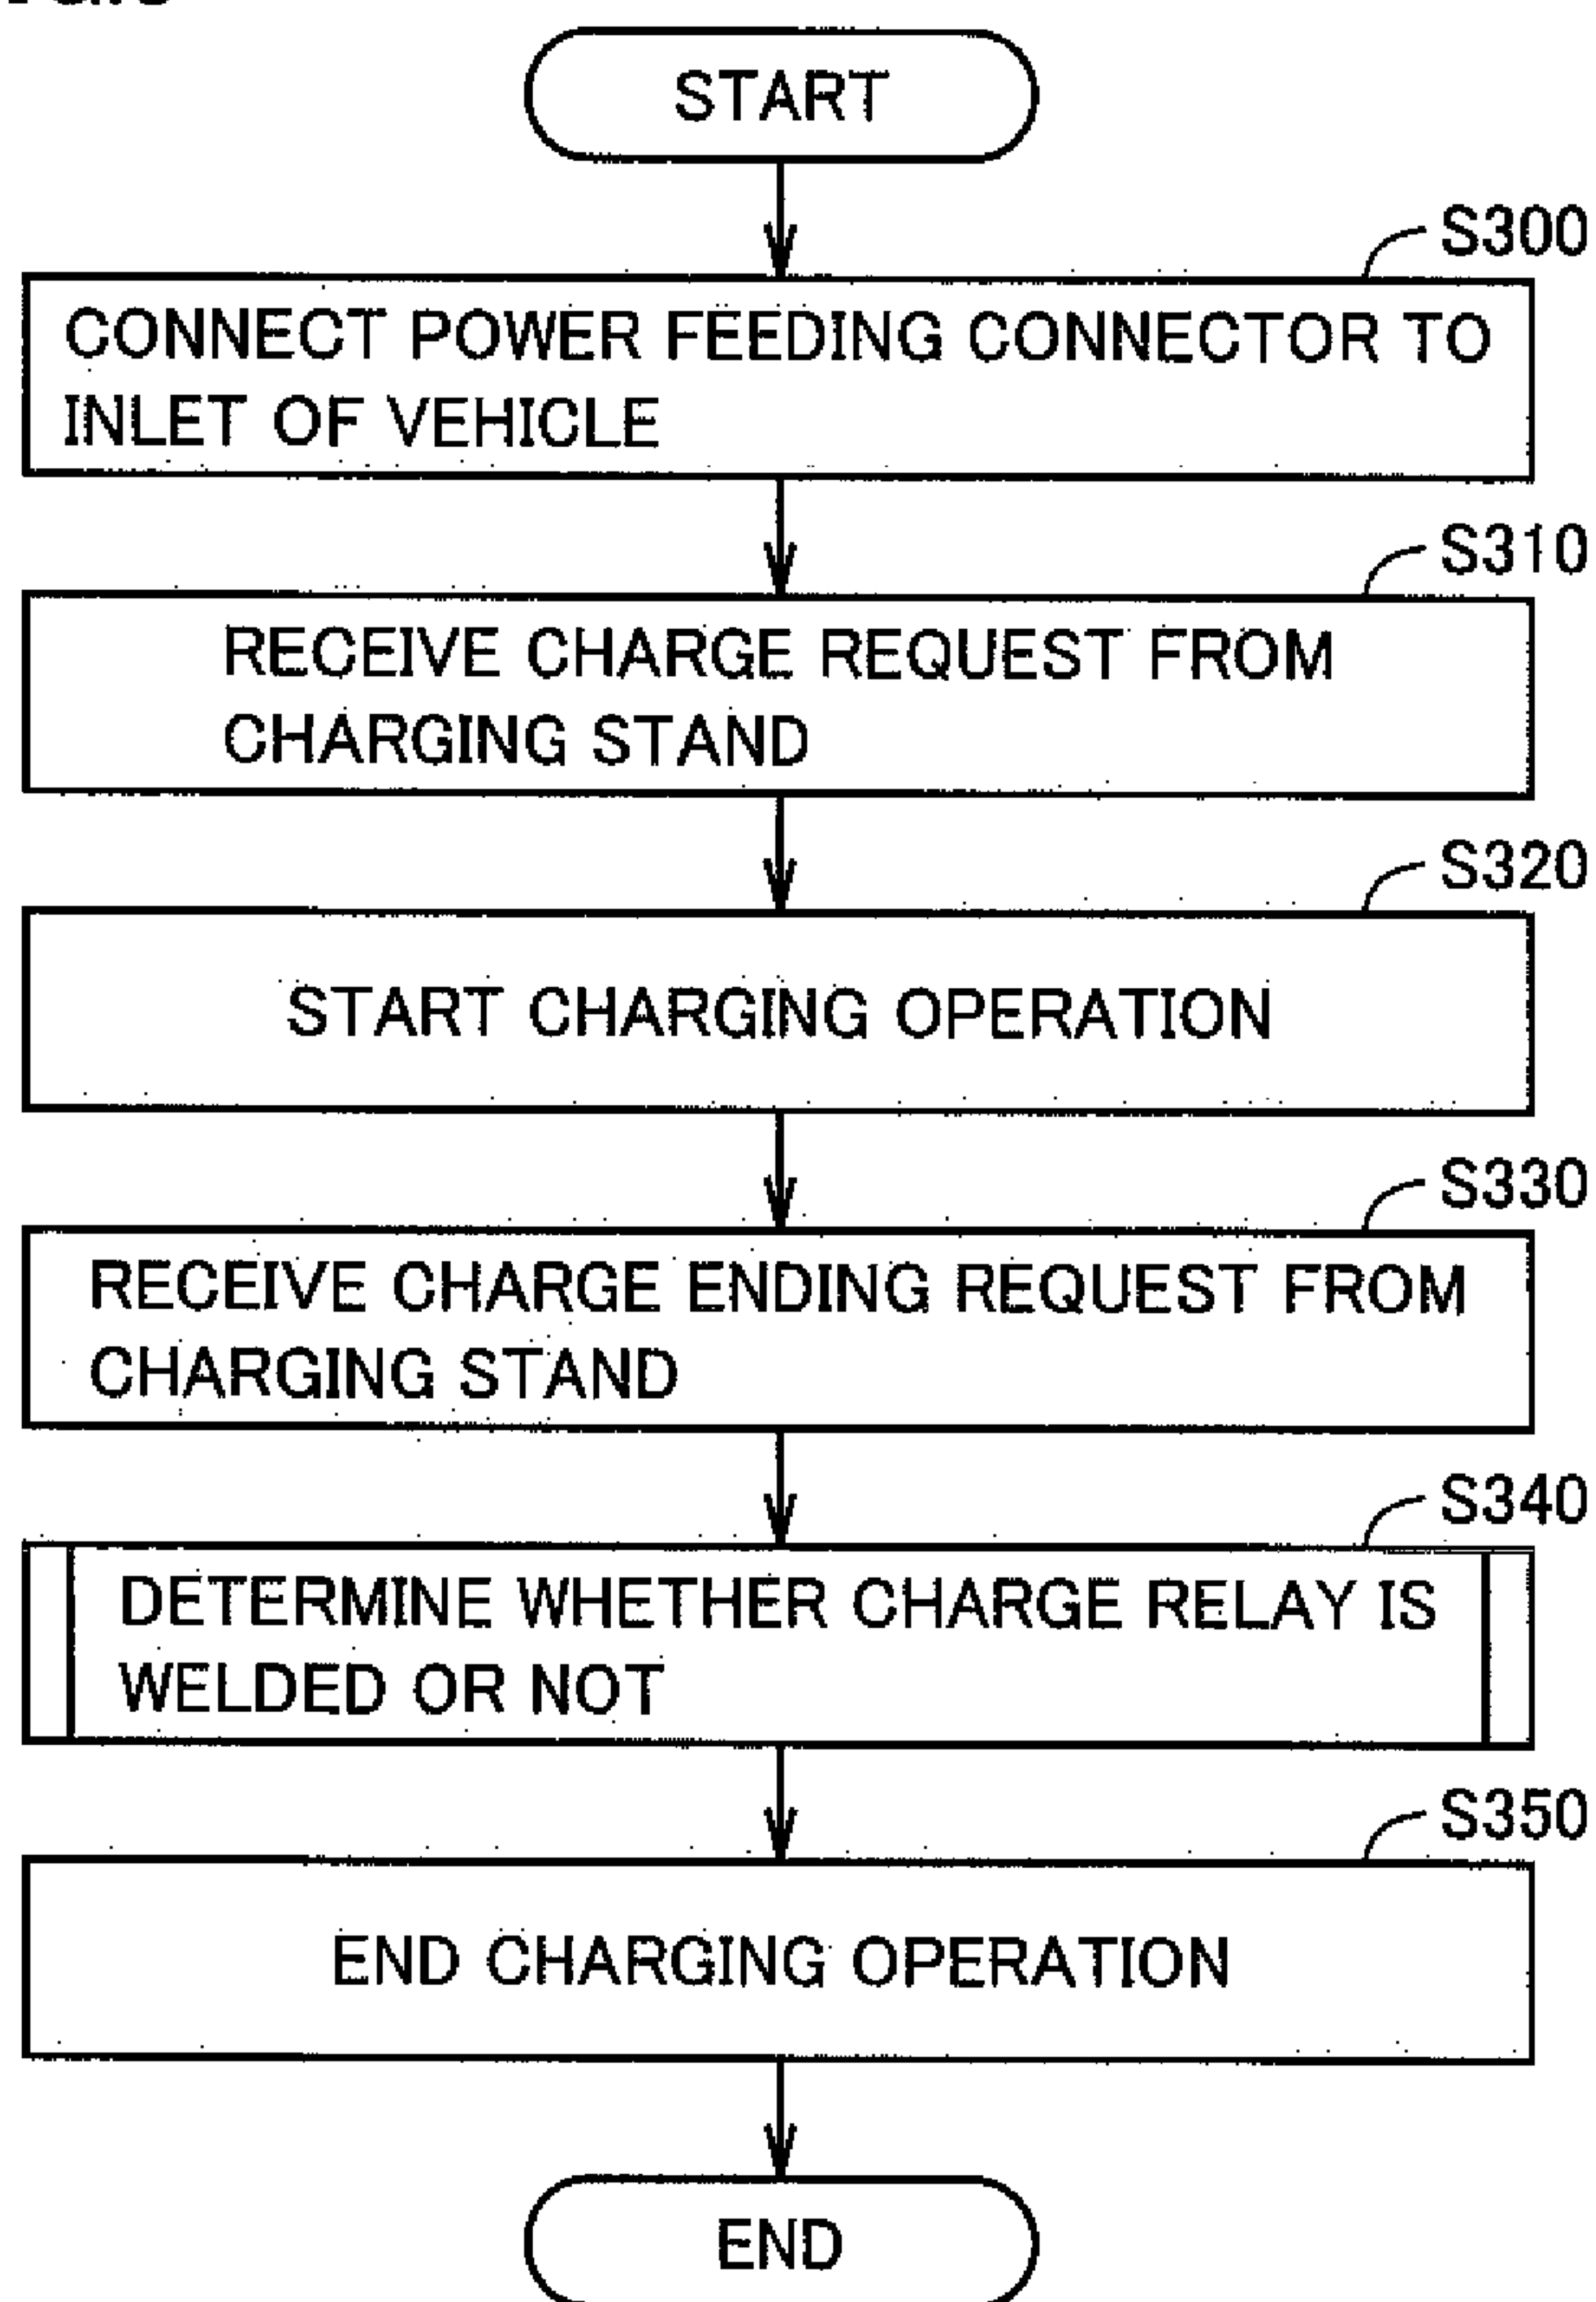 START
S300
CONNECT POWER FEEDING CONNECTOR TO
INLET OF VEHICLE
S310
RECEIVE CHARGE REQUEST FROM
CHARGING STAND
S320
START CHARGING OPERATION
S330
RECEIVE CHARGE ENDING REQUEST FROM
CHARGING STAND
S340
DETERMINE WHETHER CHARGE RELAY IS
WELDED OR NOT
S350
END CHARGING OPERATION
END